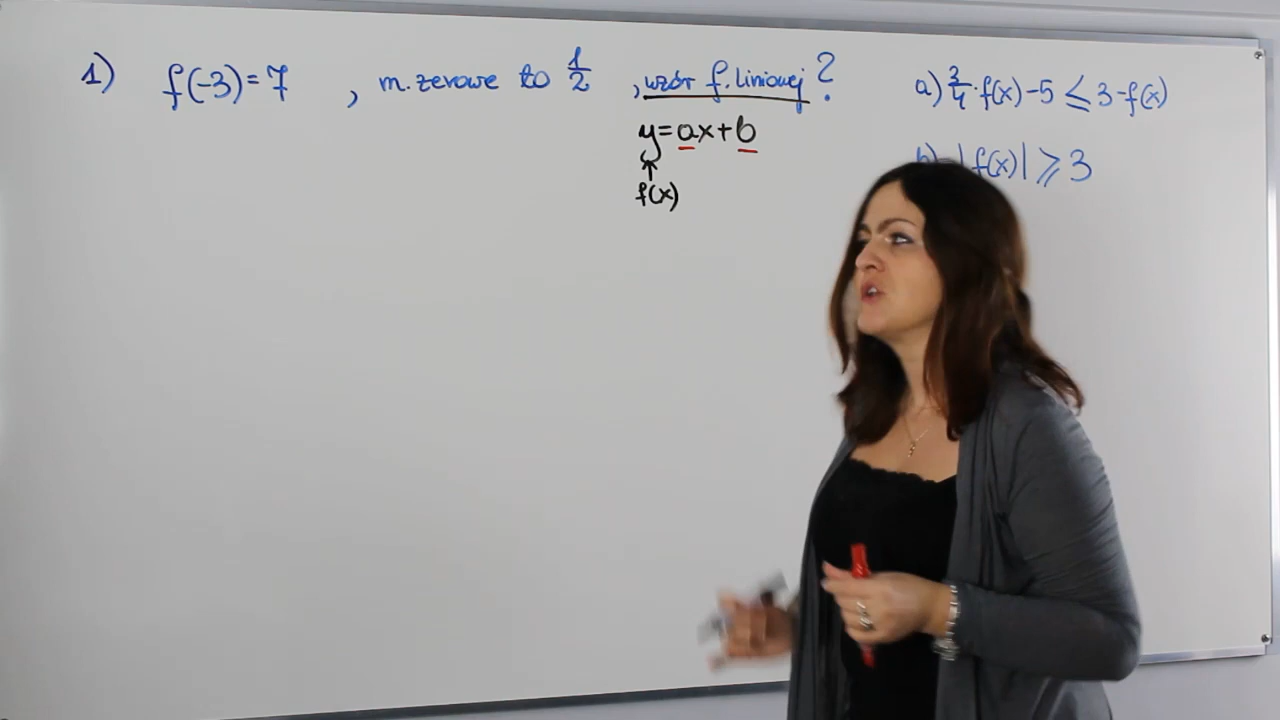 1) f(-3)=7 , m. zerowe to 1/2 , wzór f. liniowej ?
y=ax+b
f(x)
a) 3/4·f(x)-5 ≤ 3-f(x)
b) |f(x)| ⩾ 3